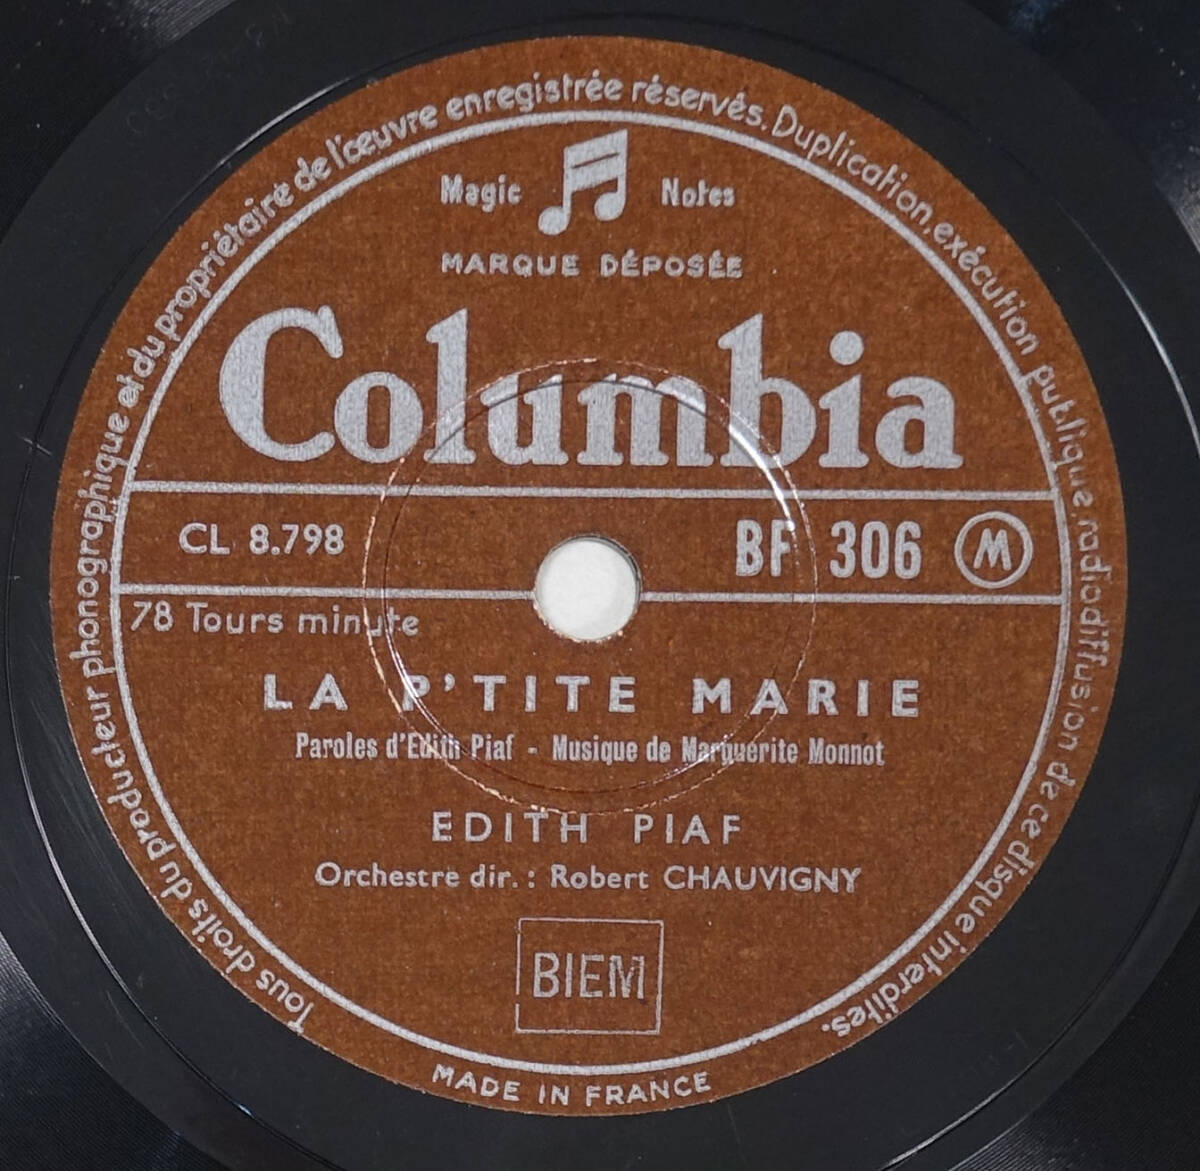 Tous droits du producteur phonographique et du propriétaire de l'œuvre enregistrée réservés. Duplication, exécution publique, radiodiffusion de ce disque interdites.
Magic Notes
MARQUE DÉPOSÉE
Columbia
CL 8.798 BF 306 M
78 Tours minute
LA P'TITE MARIE
Paroles d'Edith Piaf - Musique de Marguerite Monnot
EDITH PIAF
Orchestre dir.: Robert CHAUVIGNY
BIEM
MADE IN FRANCE